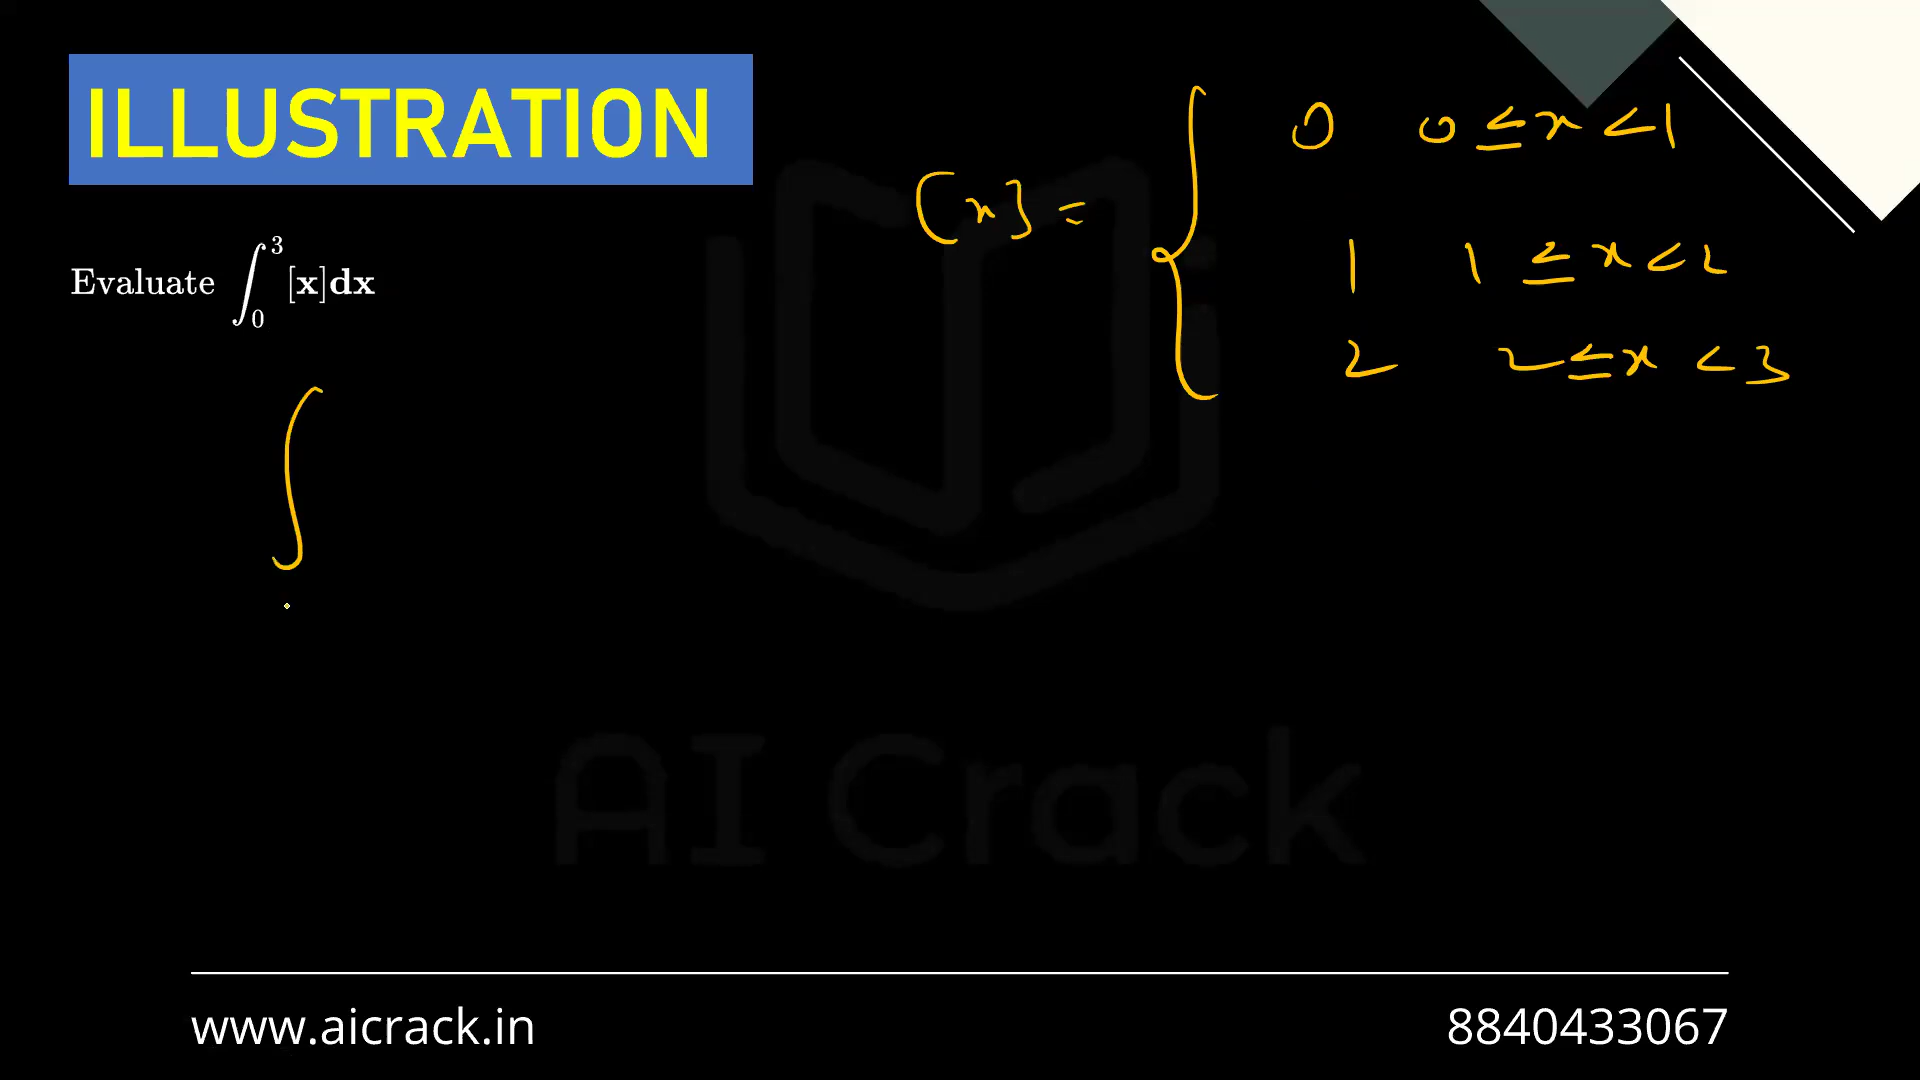 ILLUSTRATION
Evaluate ∫₀³ [x]dx
[x] = { 0 0 ≤ x < 1
1 1 ≤ x < 2
2 2 ≤ x < 3
∫
AI Crack
www.aicrack.in
8840433067